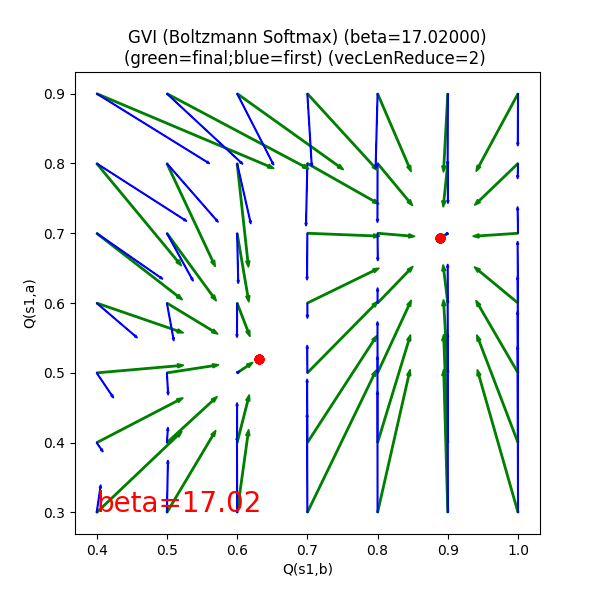 GVI (Boltzmann Softmax) (beta=17.02000)
(green=final;blue=first) (vecLenReduce=2)
Q(s1,a)
0.9
0.8
0.7
0.6
0.5
0.4
0.3
beta=17.02
0.4 0.5 0.6 0.7 0.8 0.9 1.0
Q(s1,b)